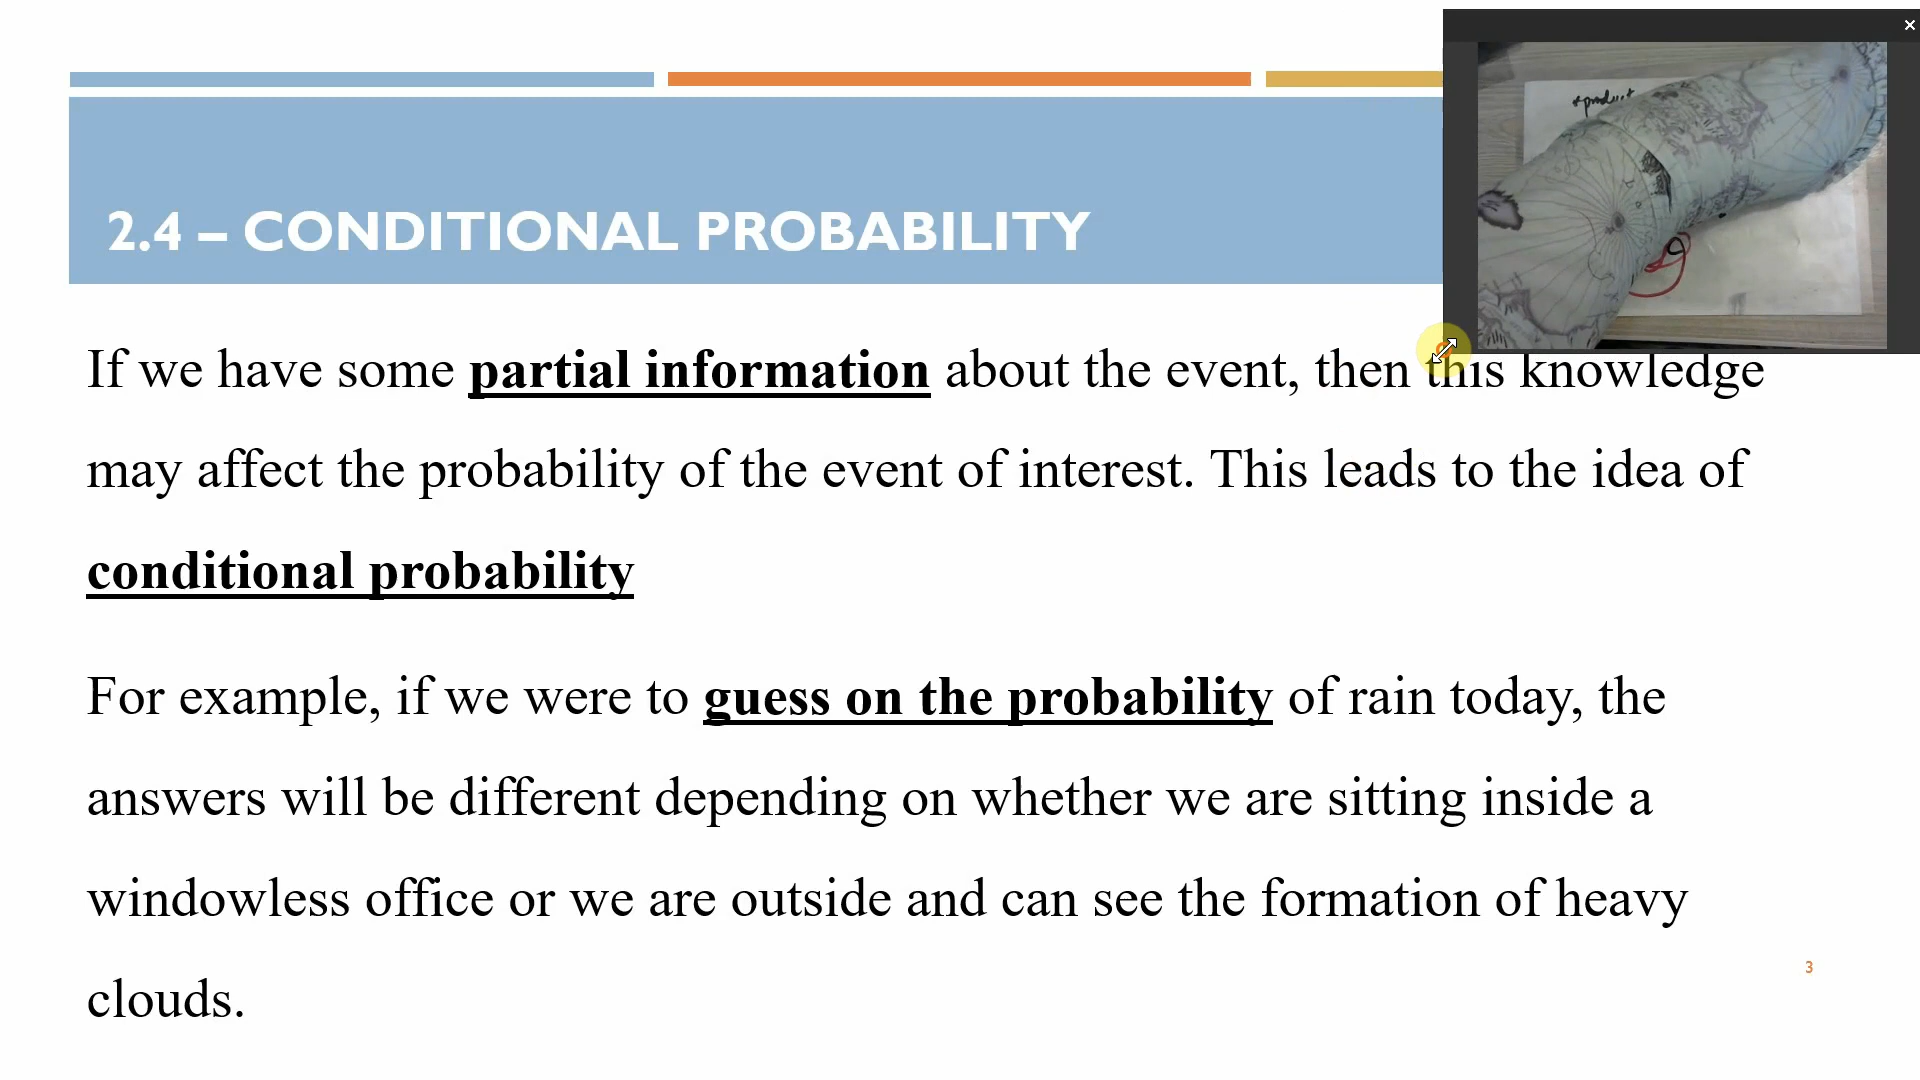 2.4 – CONDITIONAL PROBABILITY
If we have some partial information about the event, then this knowledge
may affect the probability of the event of interest. This leads to the idea of
conditional probability
For example, if we were to guess on the probability of rain today, the
answers will be different depending on whether we are sitting inside a
windowless office or we are outside and can see the formation of heavy
clouds.
3
product